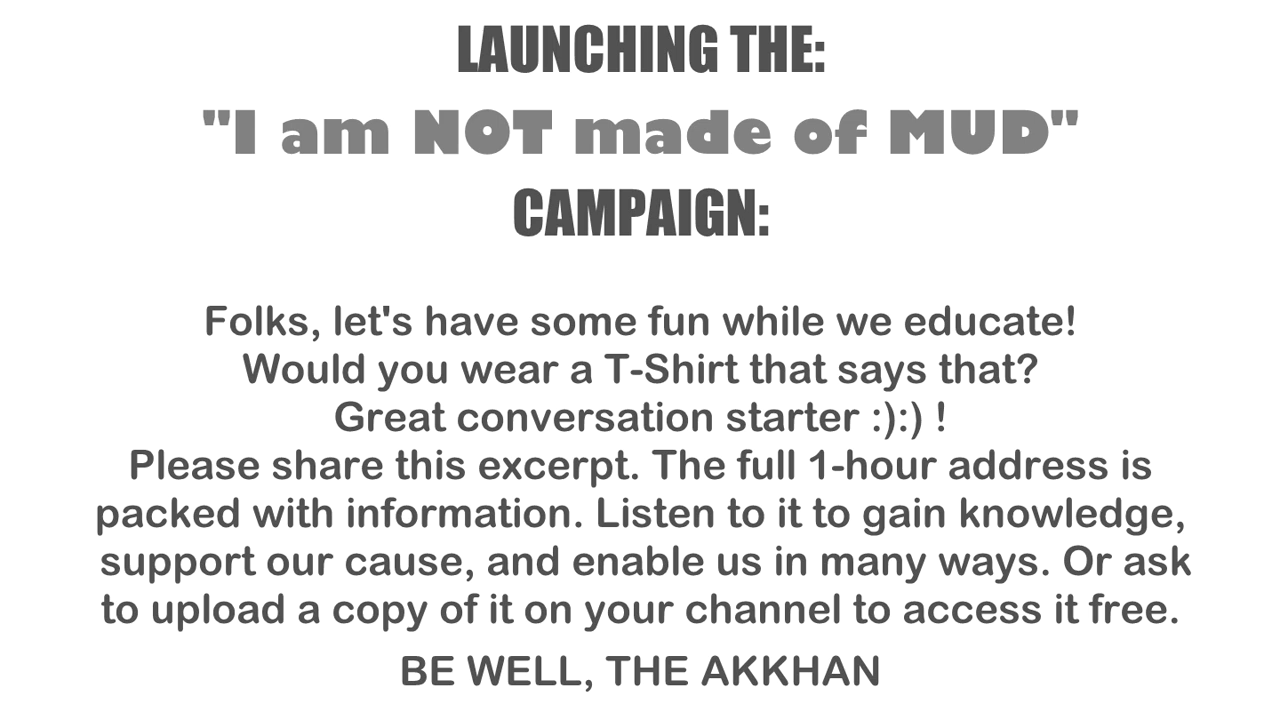 LAUNCHING THE:
"I am NOT made of MUD"
CAMPAIGN:
Folks, let's have some fun while we educate!
Would you wear a T-Shirt that says that?
Great conversation starter :):) !
Please share this excerpt. The full 1-hour address is
packed with information. Listen to it to gain knowledge,
support our cause, and enable us in many ways. Or ask
to upload a copy of it on your channel to access it free.
BE WELL, THE AKKHAN